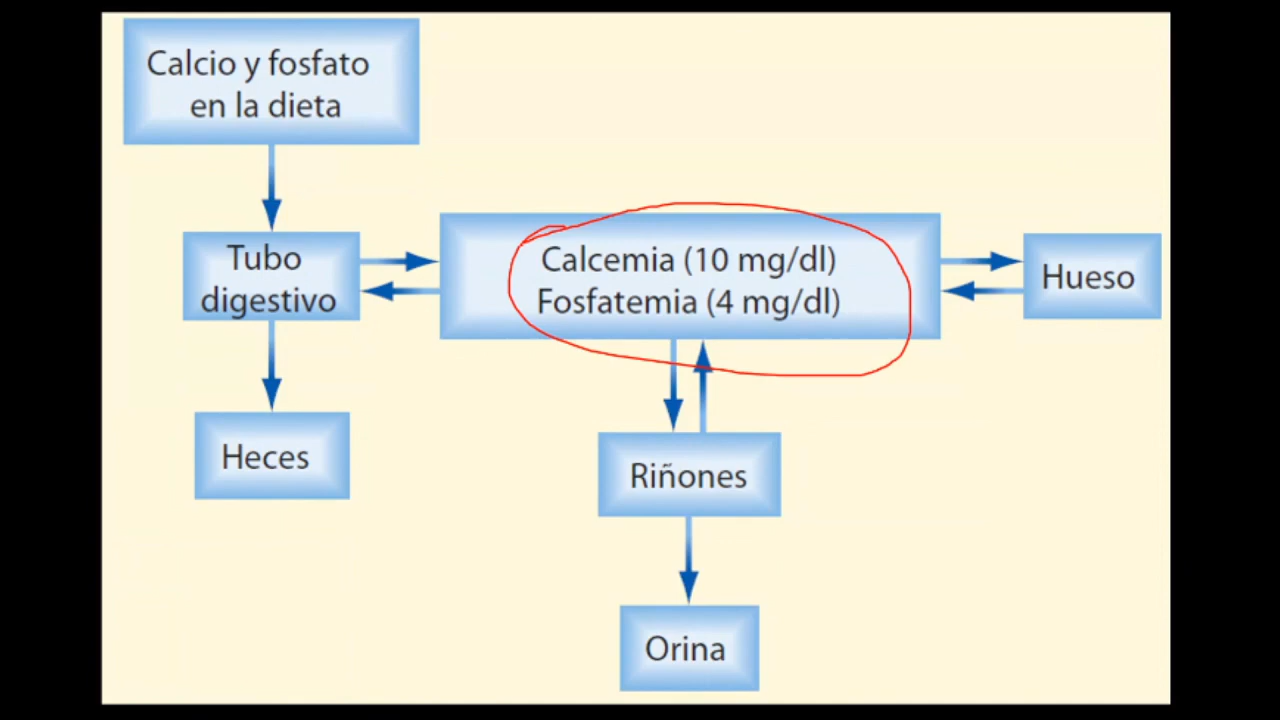 Calcio y fosfato
en la dieta
Tubo
digestivo
Calcemia (10 mg/dl)
Fosfatemia (4 mg/dl)
Hueso
Heces
Riñones
Orina